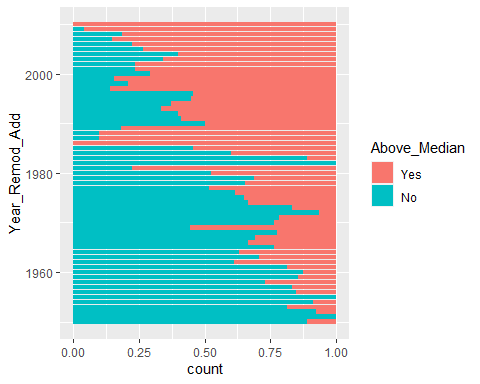 Year_Remod_Add
2000
1980
1960
0.00 0.25 0.50 0.75 1.00
count
Above_Median
Yes
No